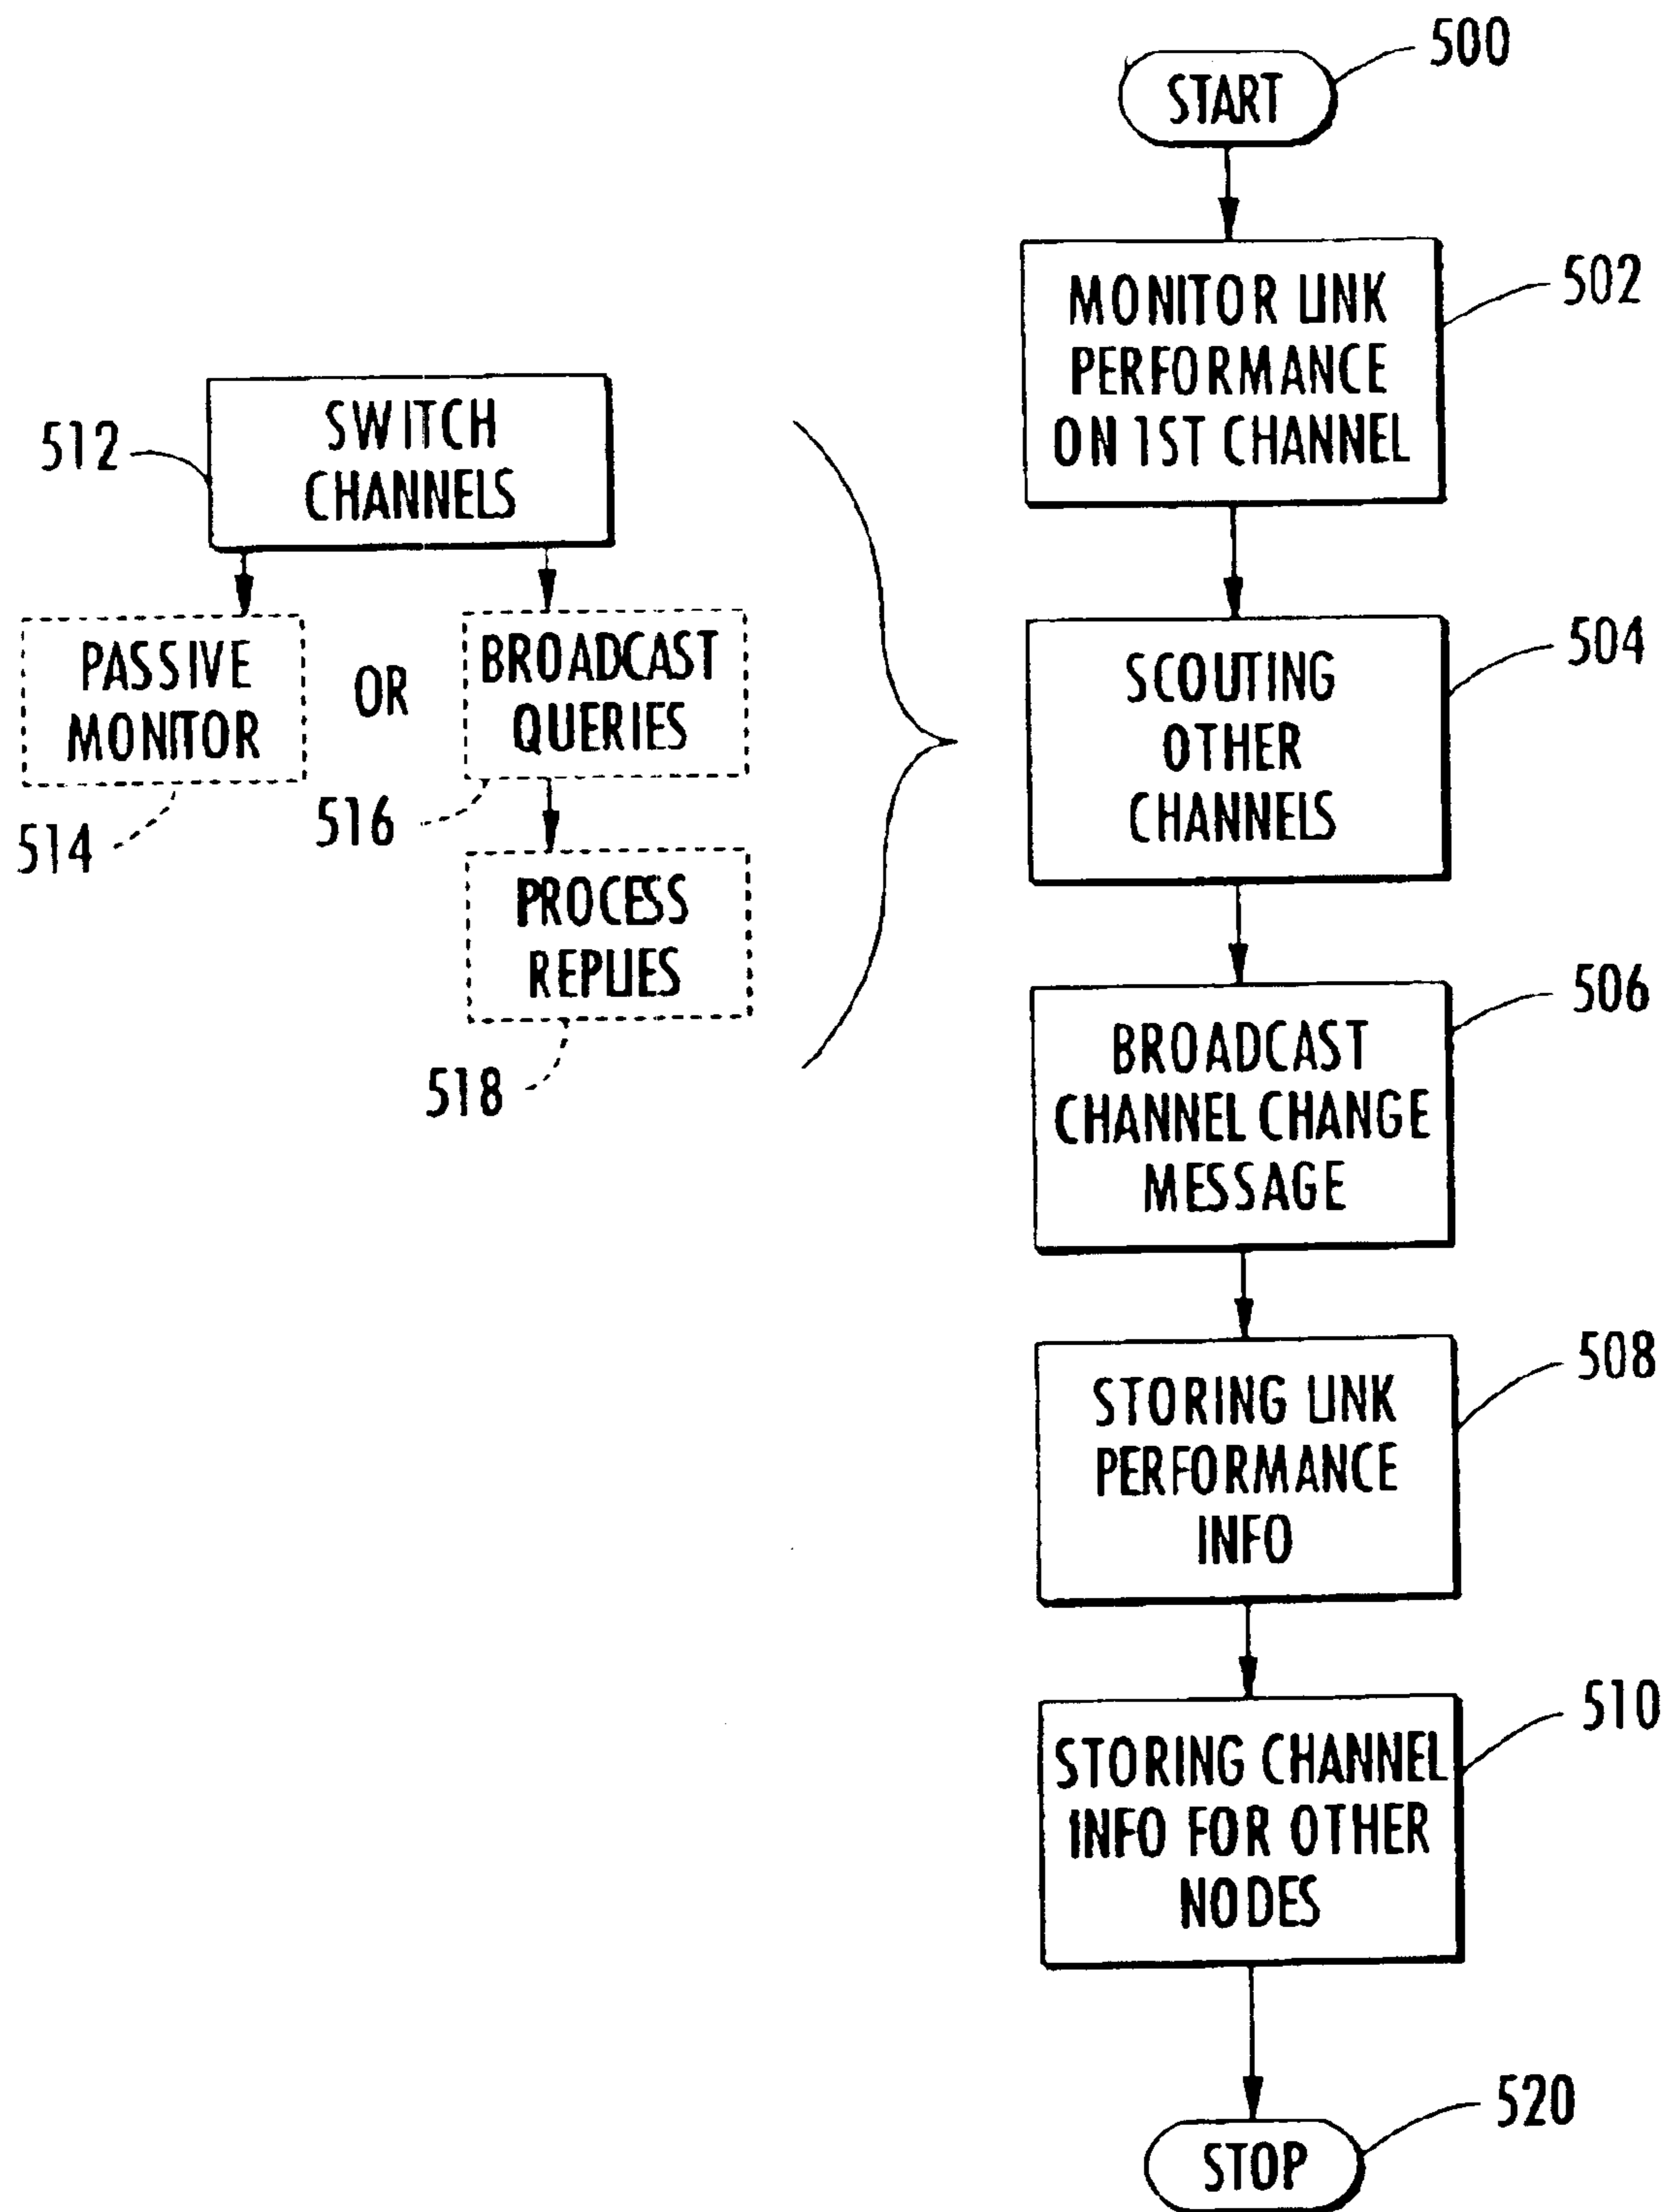 START
500
MONITOR LINK
PERFORMANCE
ON 1ST CHANNEL
502
SWITCH
CHANNELS
512
PASSIVE
MONITOR
514
OR
BROADCAST
QUERIES
516
PROCESS
REPLIES
518
SCOUTING
OTHER
CHANNELS
504
BROADCAST
CHANNEL CHANGE
MESSAGE
506
STORING LINK
PERFORMANCE
INFO
508
STORING CHANNEL
INFO FOR OTHER
NODES
510
STOP
520